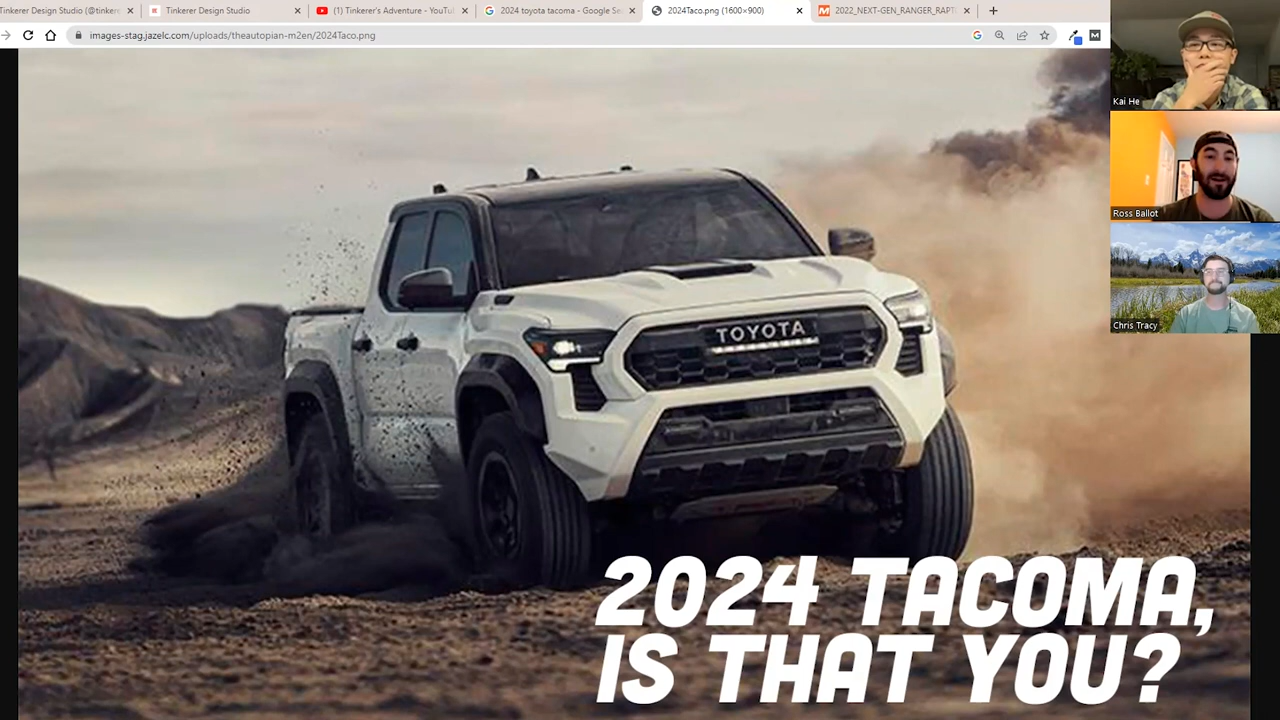 Tinkerer Design Studio (@tinkere
Tinkerer Design Studio
(1) Tinkerer's Adventure - YouTu
2024 toyota tacoma - Google Se
2024Taco.png (1600×900)
2022_NEXT-GEN_RANGER_RAPT
images-stag.jazelc.com/uploads/theautopian-m2en/2024Taco.png
Kai He
Ross Ballot
Chris Tracy
TOYOTA
2024 TACOMA,
IS THAT YOU?